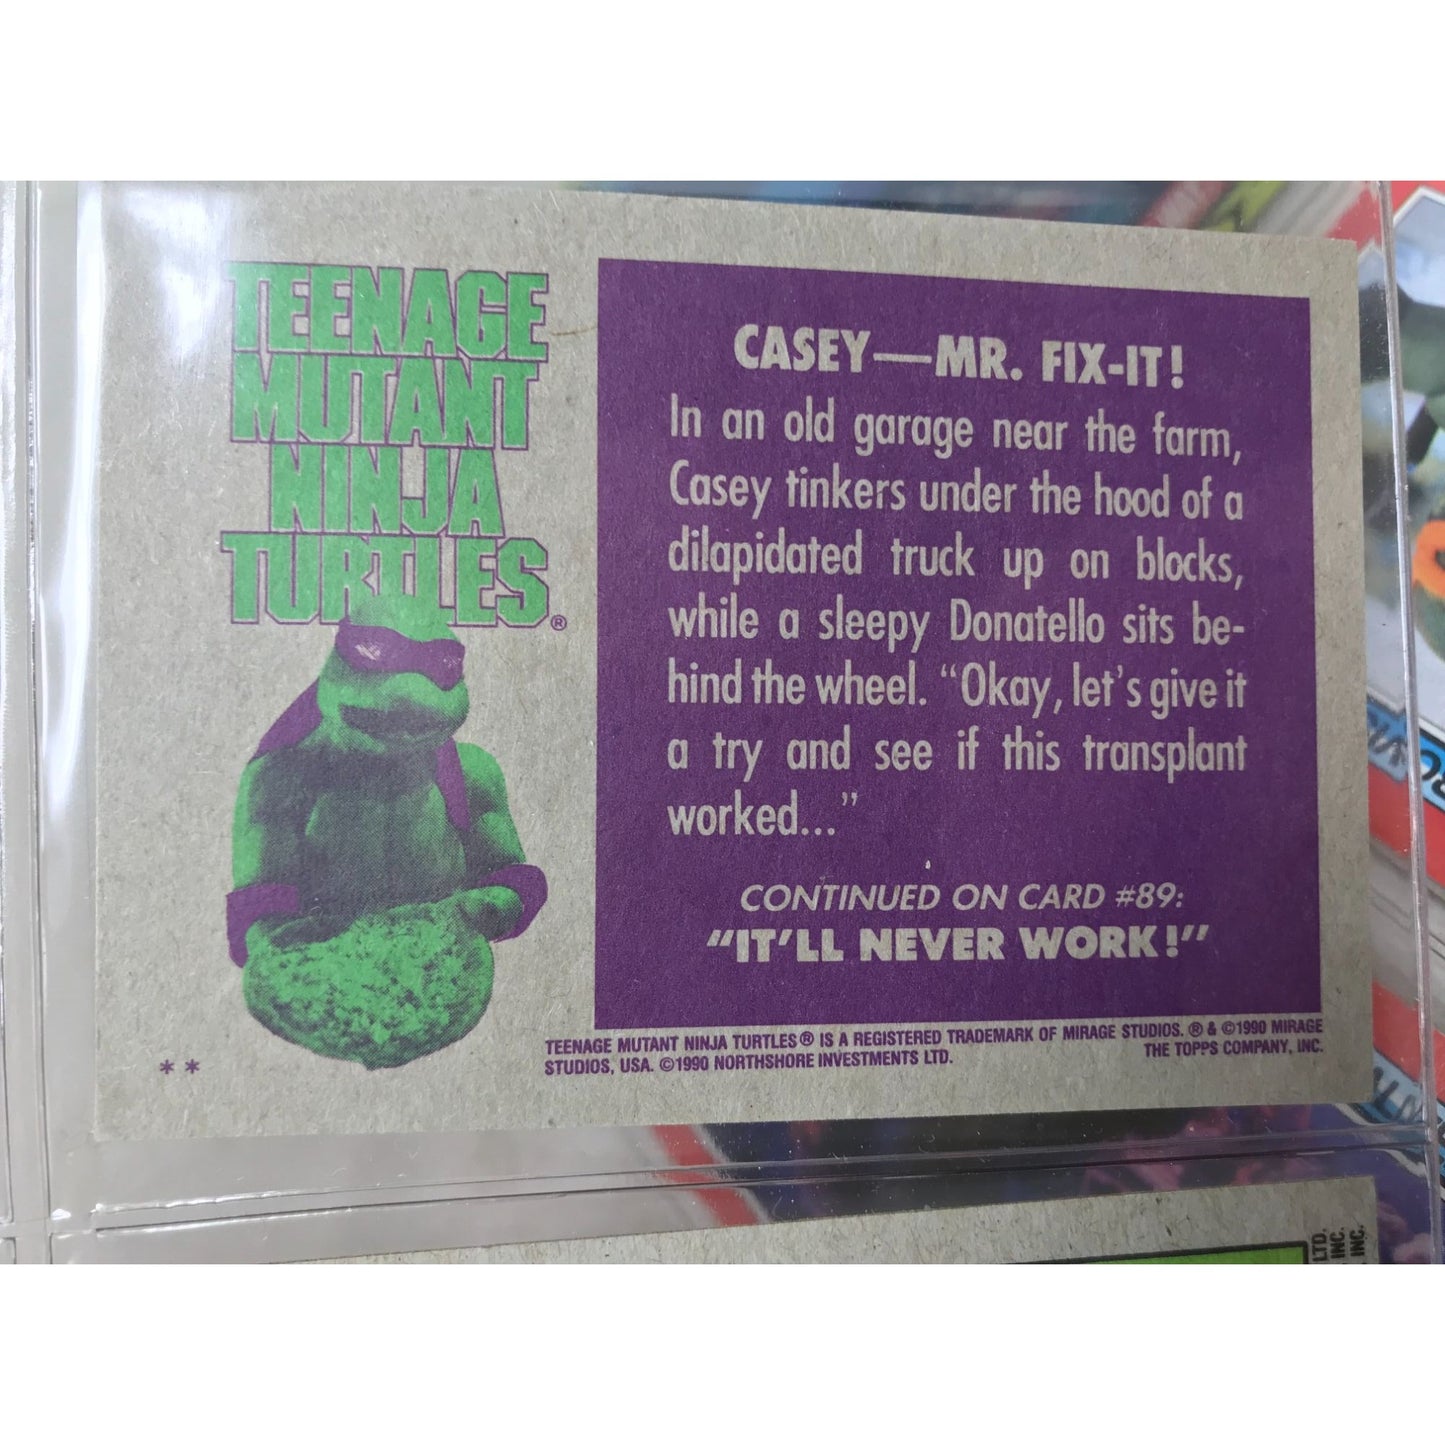 TEENAGE
MUTANT
NINJA
TURTLES®
CASEY—MR. FIX-IT!
In an old garage near the farm,
Casey tinkers under the hood of a
dilapidated truck up on blocks,
while a sleepy Donatello sits be-
hind the wheel. “Okay, let's give it
a try and see if this transplant
worked...”
CONTINUED ON CARD #89:
“IT'LL NEVER WORK!”
TEENAGE MUTANT NINJA TURTLES® IS A REGISTERED TRADEMARK OF MIRAGE STUDIOS. ® & ©1990 MIRAGE
STUDIOS, USA. ©1990 NORTHSHORE INVESTMENTS LTD. THE TOPPS COMPANY, INC.
**
LTD.
INC.
INC.